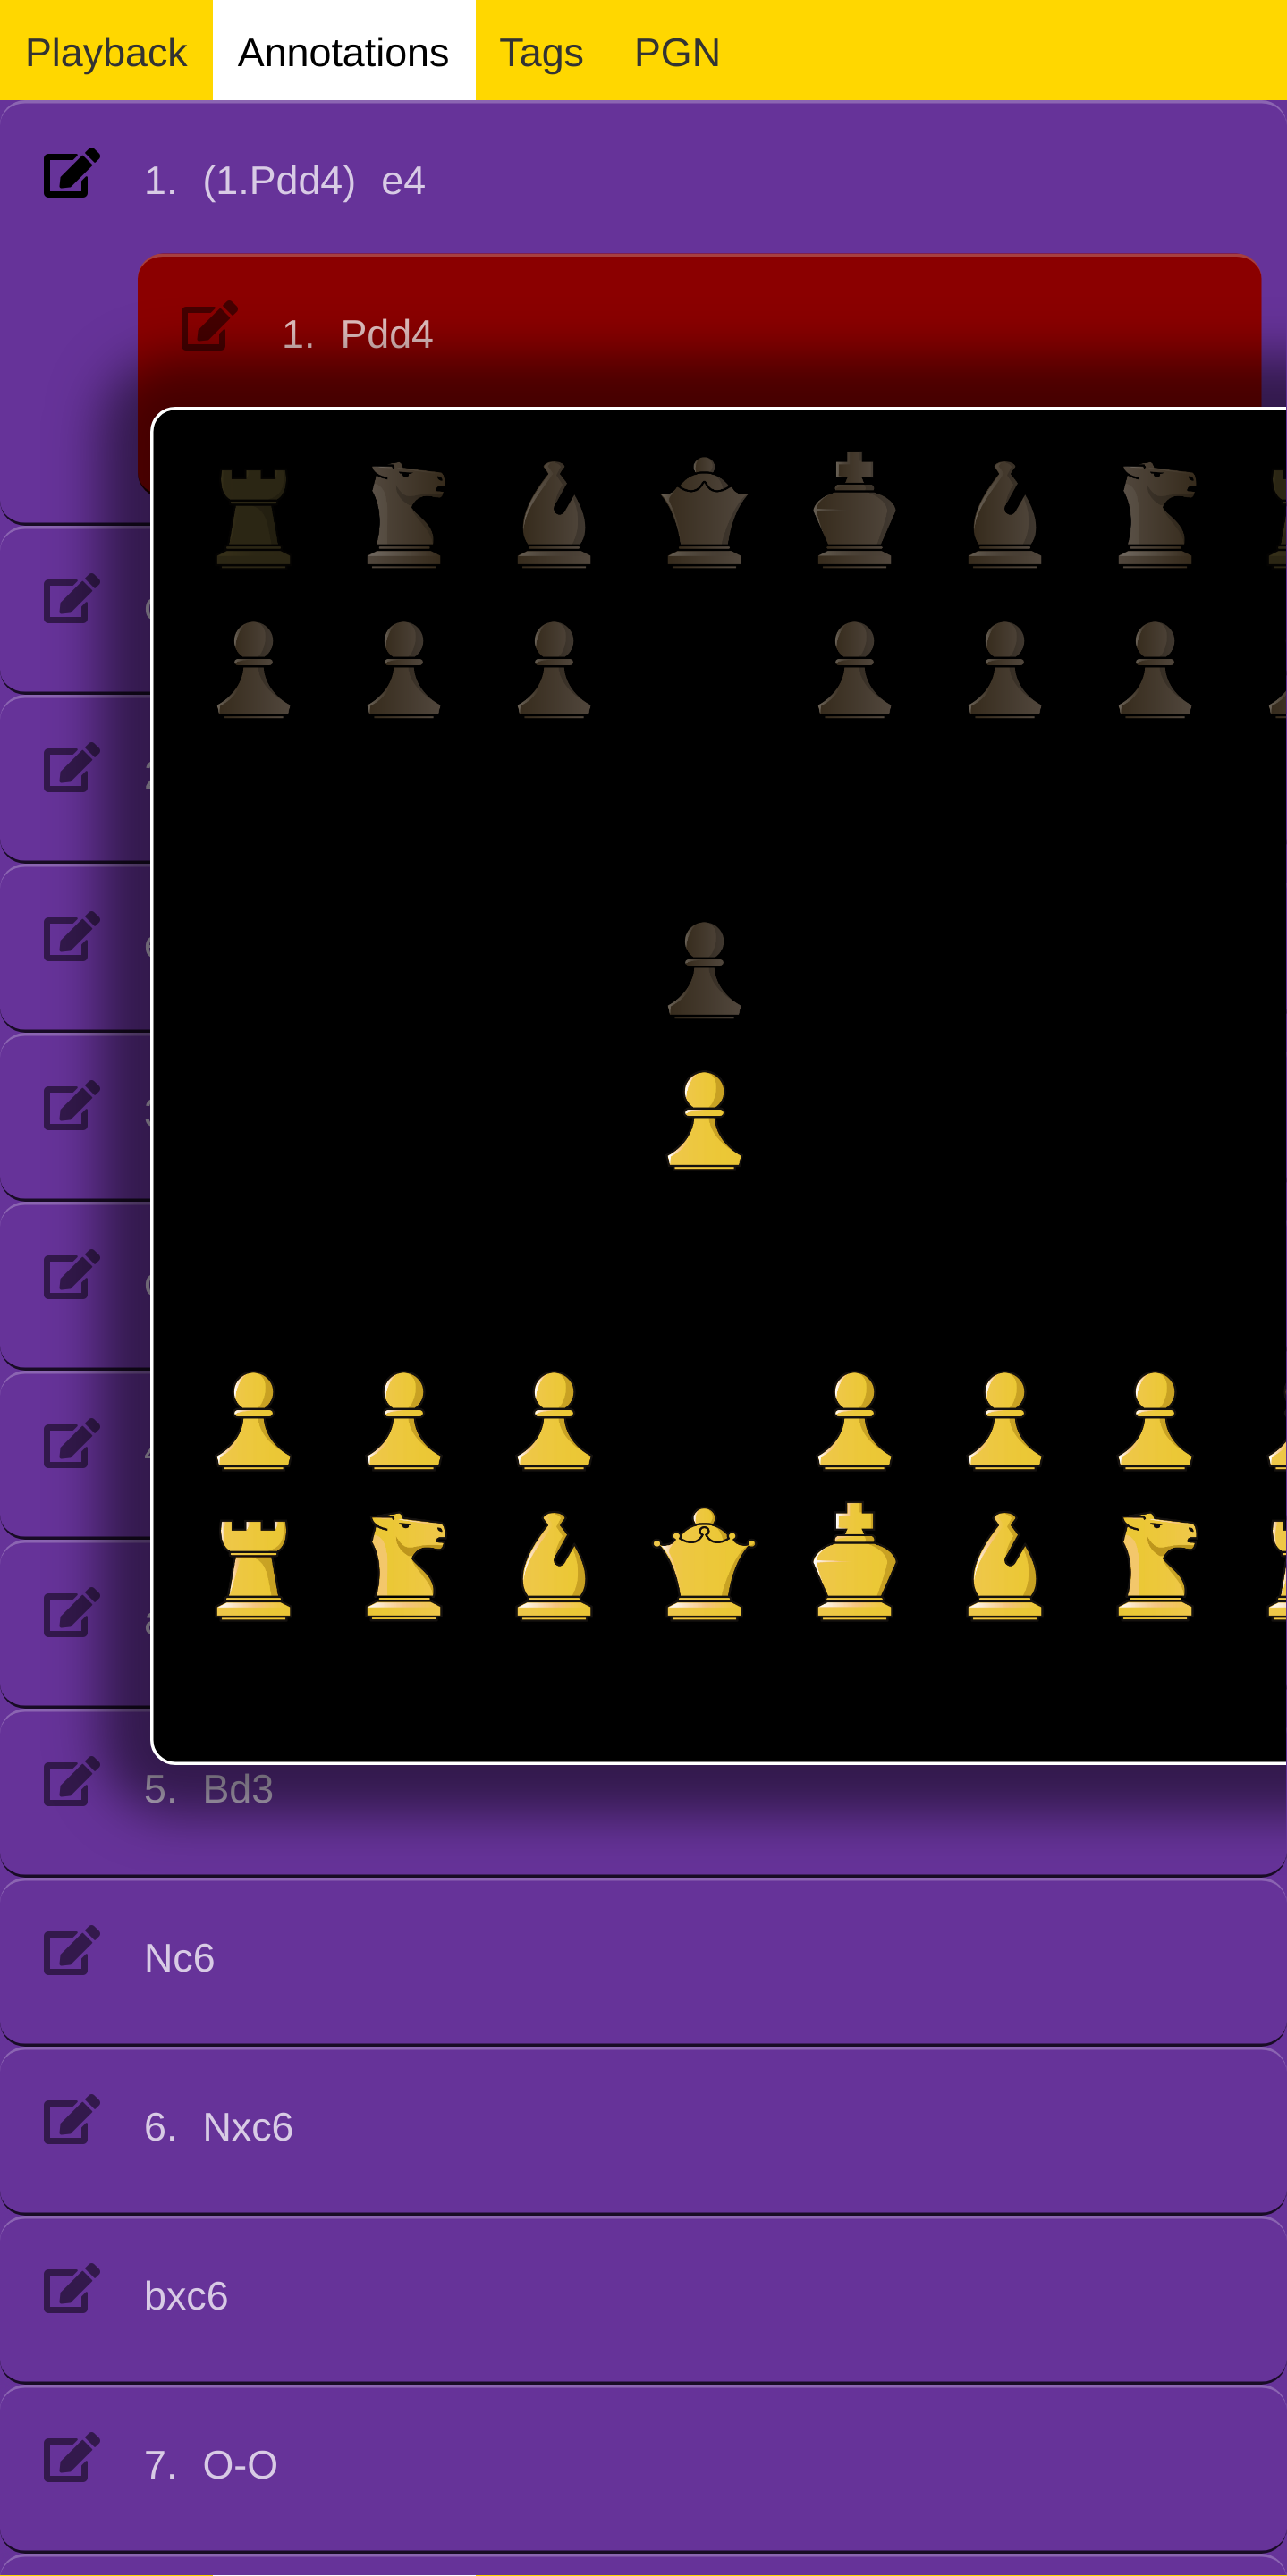 Playback Annotations Tags PGN
1. (1.Pdd4) e4
1. Pdd4
5. Bd3
Nc6
6. Nxc6
bxc6
7. O-O